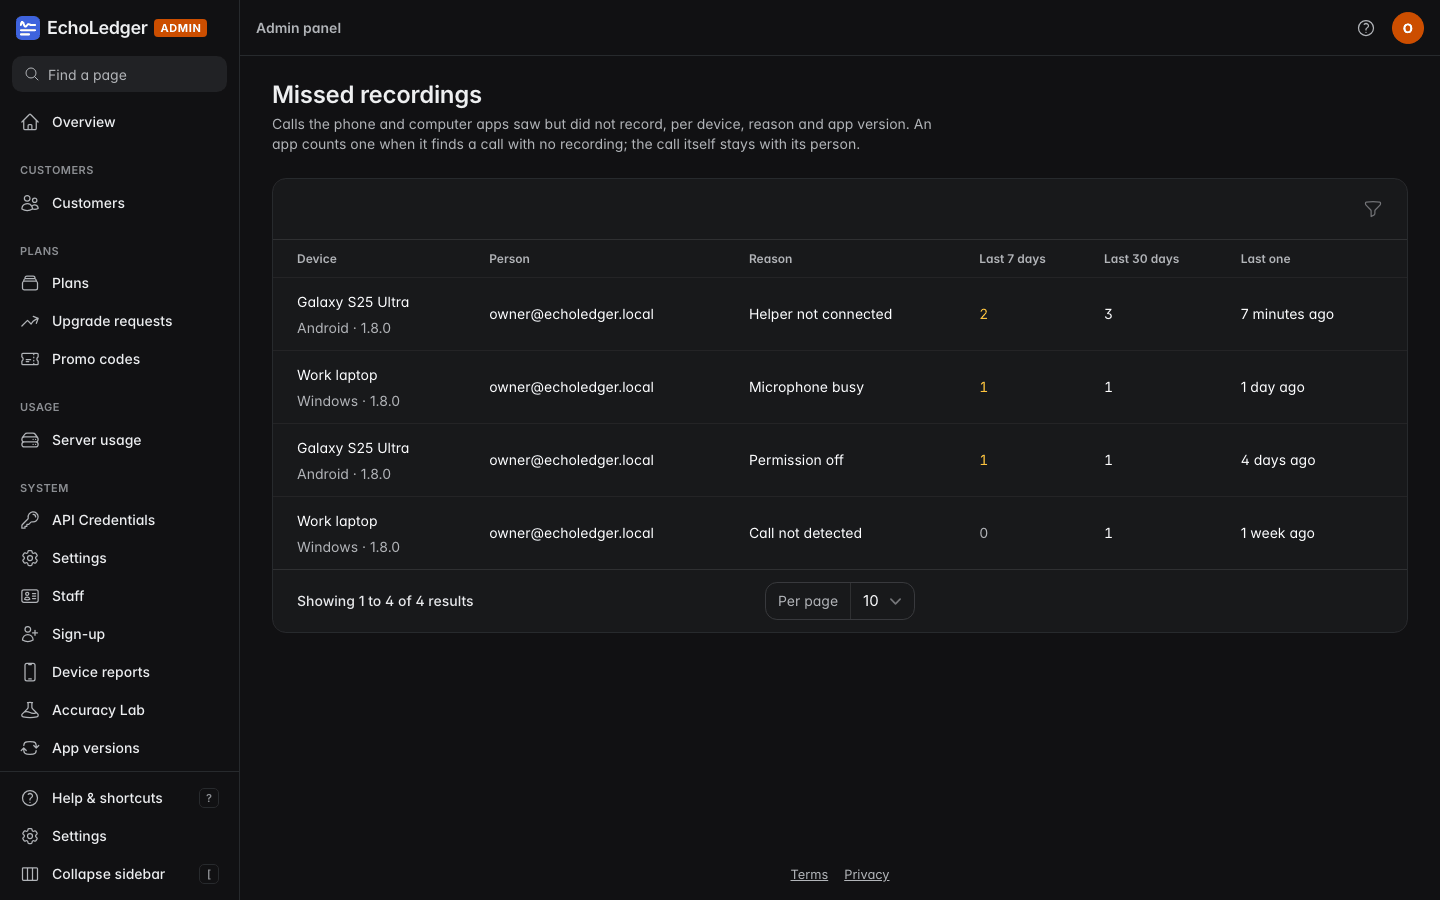 EchoLedger ADMIN
Admin panel
O
Find a page
Overview
CUSTOMERS
Customers
PLANS
Plans
Upgrade requests
Promo codes
USAGE
Server usage
SYSTEM
API Credentials
Settings
Staff
Sign-up
Device reports
Accuracy Lab
App versions
Help & shortcuts ?
Settings
Collapse sidebar [
Missed recordings
Calls the phone and computer apps saw but did not record, per device, reason and app version. An
app counts one when it finds a call with no recording; the call itself stays with its person.
Device Person Reason Last 7 days Last 30 days Last one
Galaxy S25 Ultra
Android · 1.8.0
owner@echoledger.local Helper not connected 2 3 7 minutes ago
Work laptop
Windows · 1.8.0
owner@echoledger.local Microphone busy 1 1 1 day ago
Galaxy S25 Ultra
Android · 1.8.0
owner@echoledger.local Permission off 1 1 4 days ago
Work laptop
Windows · 1.8.0
owner@echoledger.local Call not detected 0 1 1 week ago
Showing 1 to 4 of 4 results
Per page 10
Terms Privacy